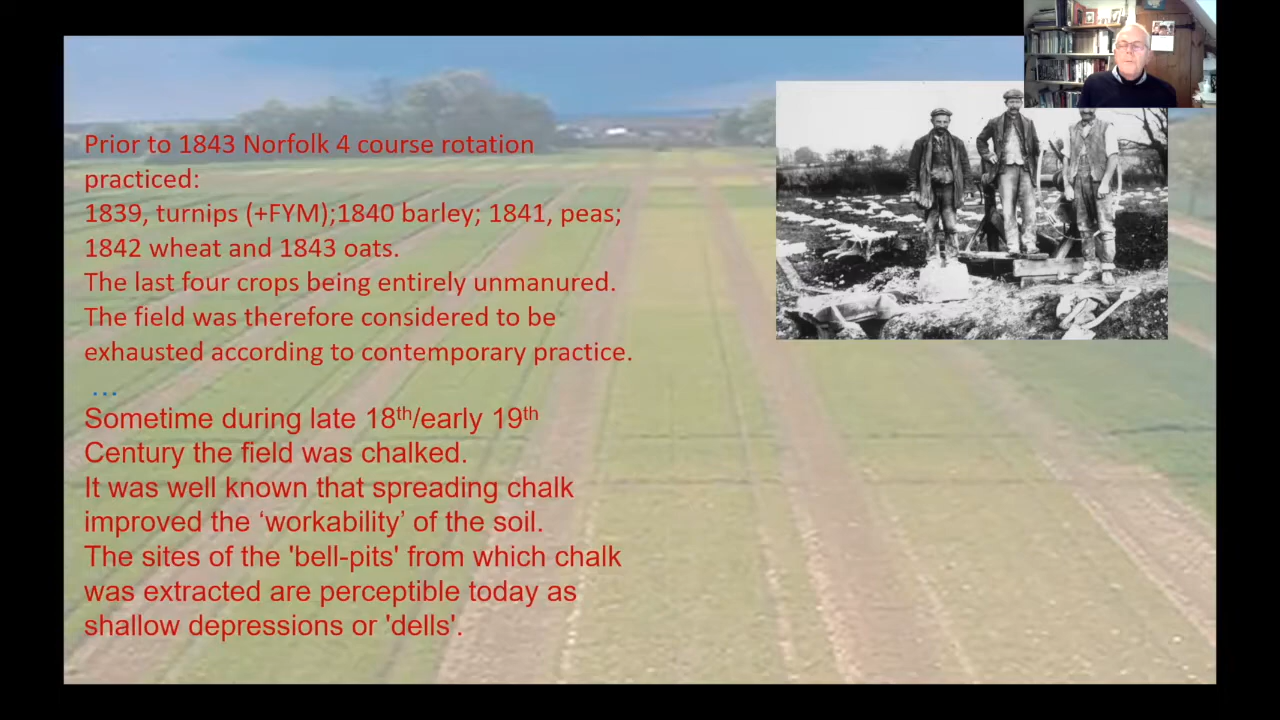 Prior to 1843 Norfolk 4 course rotation
practiced:
1839, turnips (+FYM);1840 barley; 1841, peas;
1842 wheat and 1843 oats.
The last four crops being entirely unmanured.
The field was therefore considered to be
exhausted according to contemporary practice.
...
Sometime during late 18th/early 19th
Century the field was chalked.
It was well known that spreading chalk
improved the ‘workability’ of the soil.
The sites of the 'bell-pits' from which chalk
was extracted are perceptible today as
shallow depressions or 'dells'.